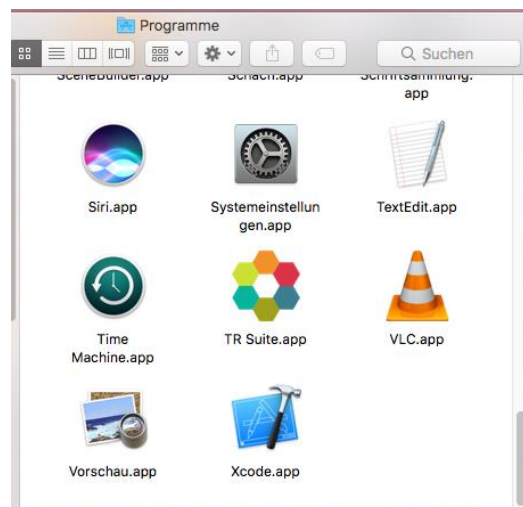 Programme
Suchen
SceneBuilder.app
Schach.app
Schriftsammlung.
app
Siri.app
Systemeinstellun
gen.app
TextEdit.app
Time
Machine.app
TR Suite.app
VLC.app
Vorschau.app
Xcode.app